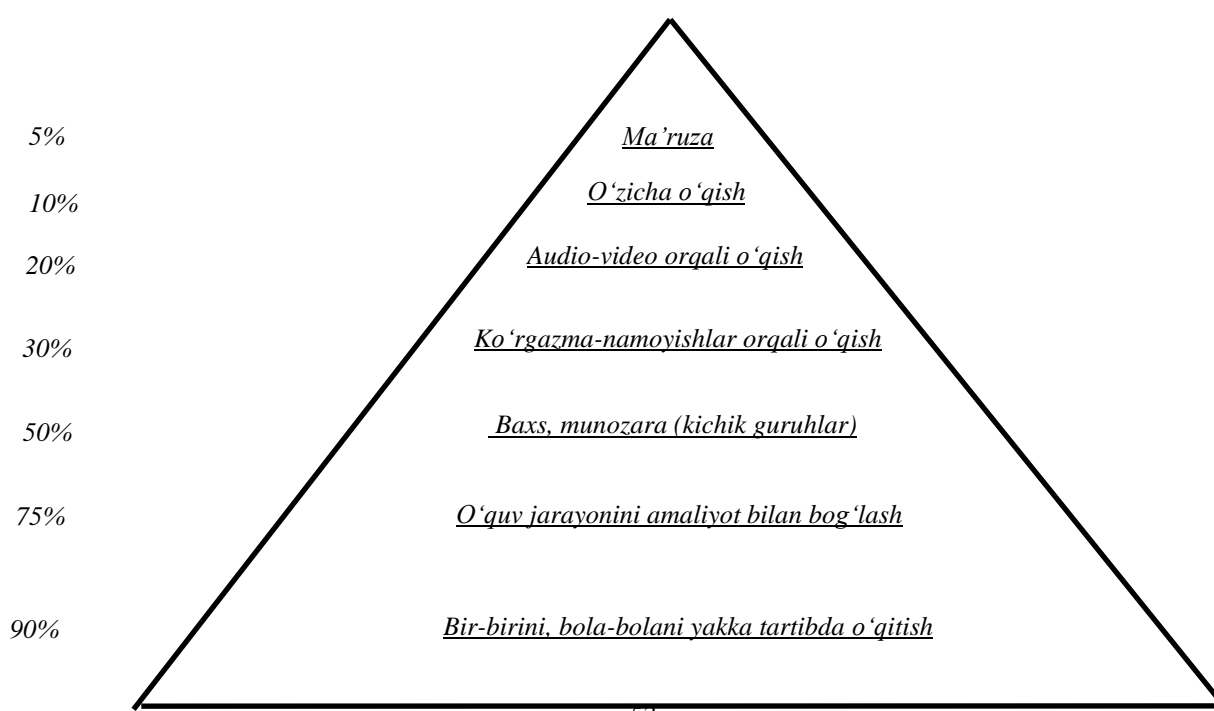 5% Ma’ruza
10% O‘zicha o‘qish
20% Audio-video orqali o‘qish
30% Ko‘rgazma-namoyishlar orqali o‘qish
50% Baxs, munozara (kichik guruhlar)
75% O‘quv jarayonini amaliyot bilan bog‘lash
90% Bir-birini, bola-bolani yakka tartibda o‘qitish